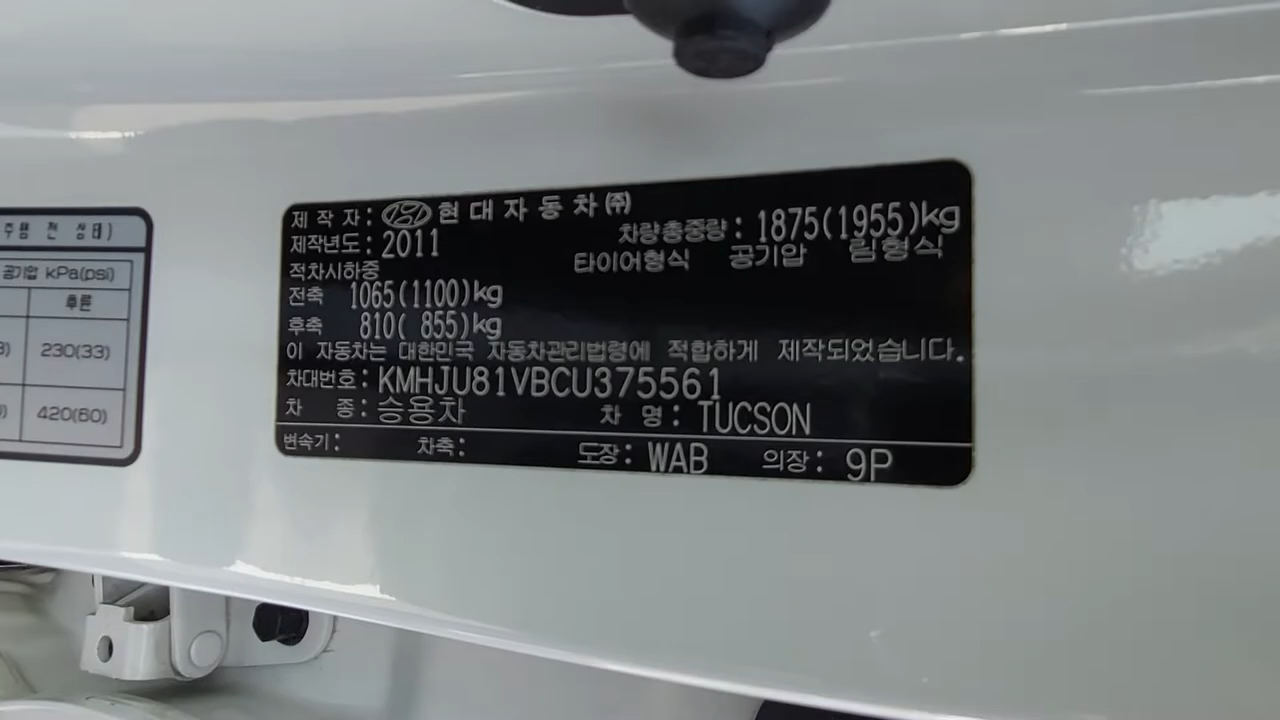 주행 전 상태)
공기압 kPa(psi)
후륜
230(33)
420(60)
제 작 자: 현 대 자 동 차 ㈜
제작년도: 2011
차량총중량: 1875(1955)kg
적차시하중
타이어형식 공기압 림형식
전축 1065(1100)kg
후축 810( 855)kg
이 자동차는 대한민국 자동차관리법령에 적합하게 제작되었습니다.
차대번호: KMHJU81VBCU375561
차 종: 승용차 차 명: TUCSON
변속기: 차축: 도장: WAB 의장: 9P